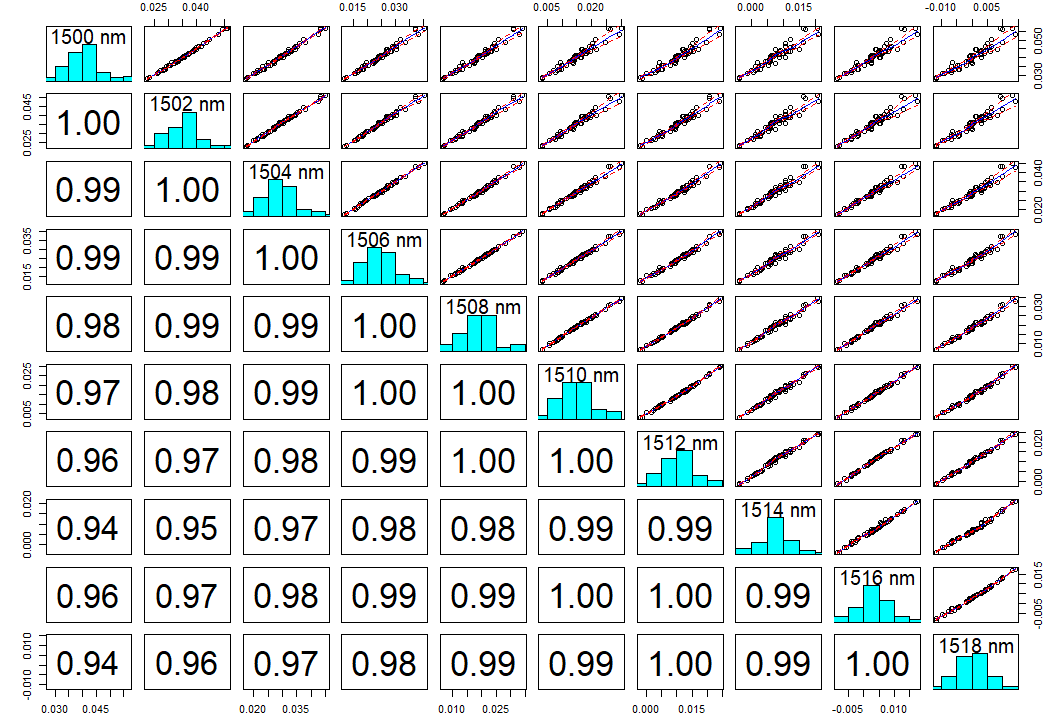 0.025 0.040 0.015 0.030 0.005 0.020 0.000 0.015 -0.010 0.005
1500 nm 0.030 0.050
0.025 0.045 1.00 1502 nm
0.99 1.00 1504 nm 0.020 0.040
0.015 0.035 0.99 0.99 1.00 1506 nm
0.98 0.99 0.99 1.00 1508 nm 0.010 0.030
0.005 0.025 0.97 0.98 0.99 1.00 1.00 1510 nm
0.96 0.97 0.98 0.99 1.00 1.00 1512 nm 0.000 0.020
0.000 0.020 0.94 0.95 0.97 0.98 0.98 0.99 0.99 1514 nm
0.96 0.97 0.98 0.99 0.99 1.00 1.00 0.99 1516 nm -0.005 0.015
-0.010 0.010 0.94 0.96 0.97 0.98 0.99 0.99 1.00 0.99 1.00 1518 nm
0.030 0.045 0.020 0.035 0.010 0.025 0.000 0.015 -0.005 0.010